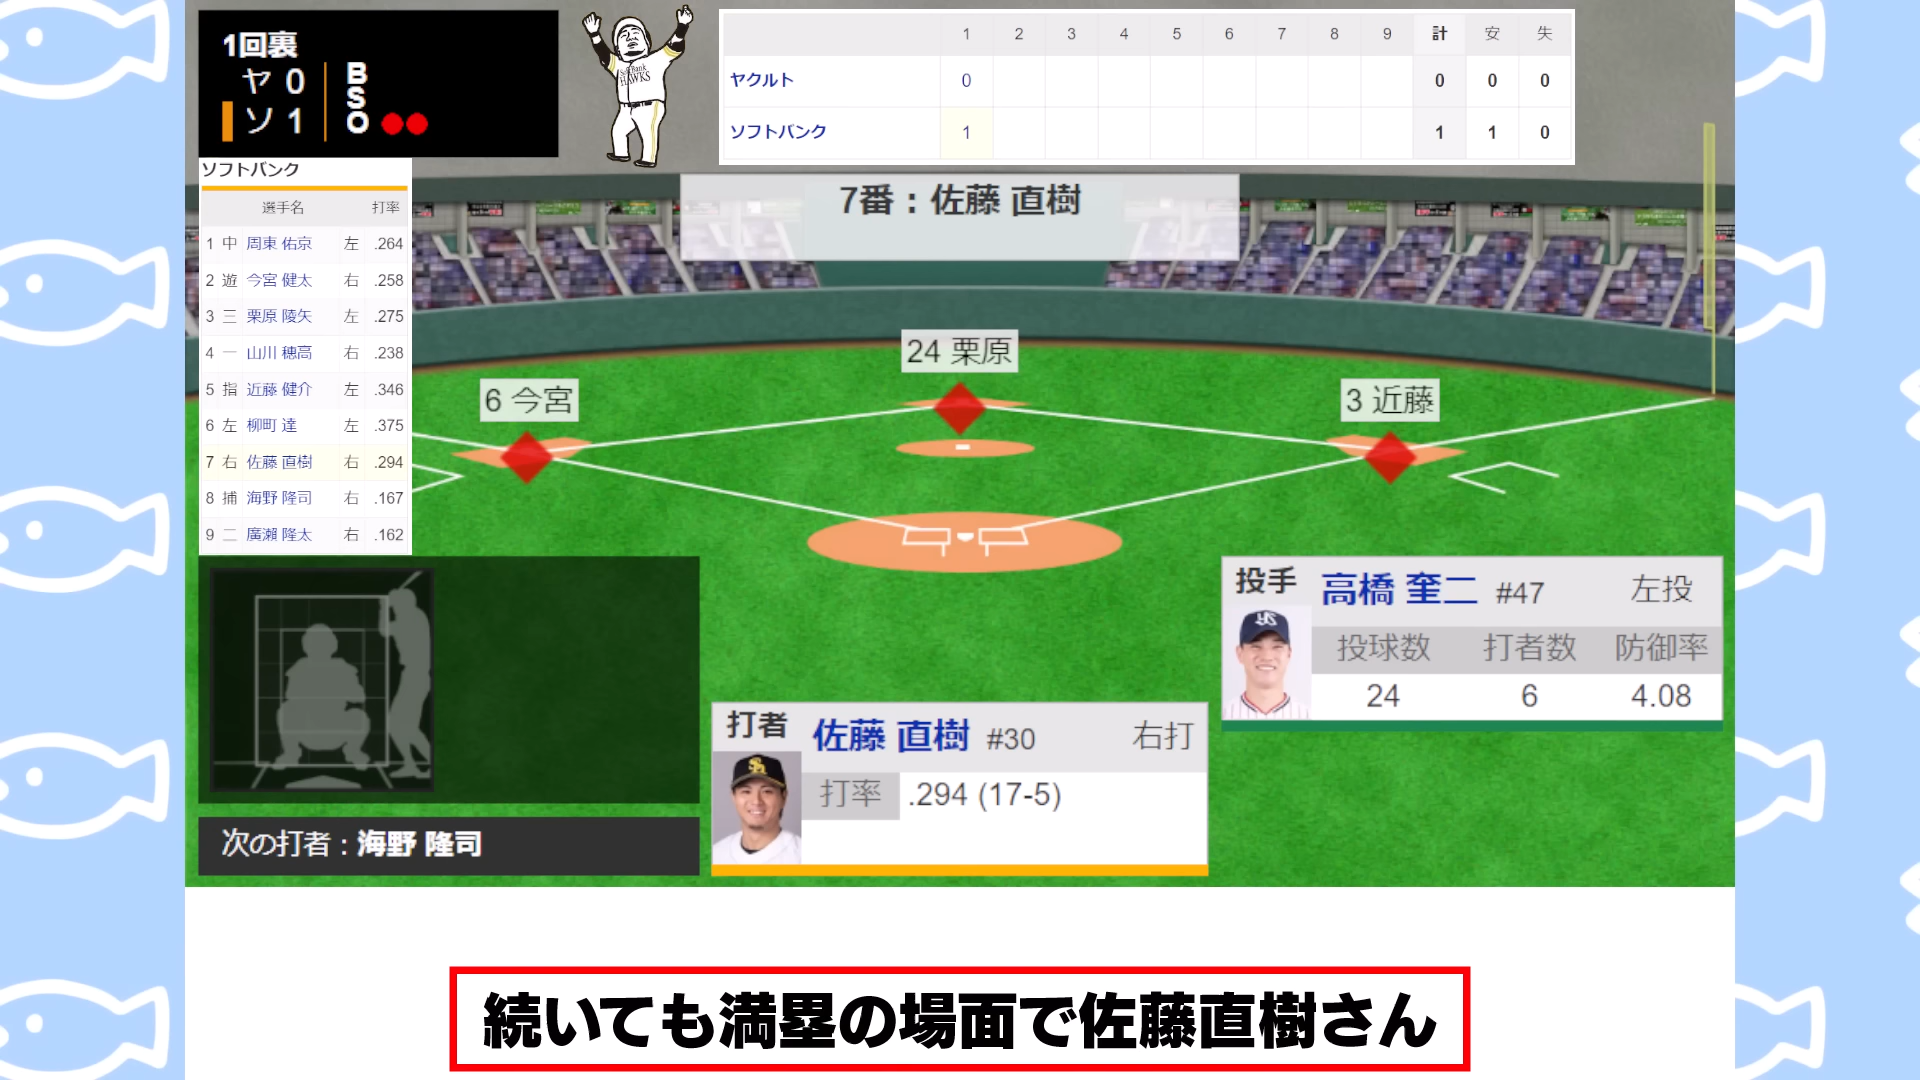 1回裏
ヤ 0
ソ 1
B
S
O
SoftBank
HAWKS
1 2 3 4 5 6 7 8 9 計 安 失
ヤクルト 0 0 0 0
ソフトバンク 1 1 1 0
ソフトバンク
選手名 打率
1 中 周東 佑京 左 .264
2 遊 今宮 健太 右 .258
3 三 栗原 陵矢 左 .275
4 一 山川 穂高 右 .238
5 指 近藤 健介 左 .346
6 左 柳町 達 左 .375
7 右 佐藤 直樹 右 .294
8 捕 海野 隆司 右 .167
9 二 廣瀬 隆太 右 .162
7番：佐藤 直樹
24 栗原
6 今宮
3 近藤
投手 高橋 奎二 #47 左投
投球数 打者数 防御率
24 6 4.08
打者 佐藤 直樹 #30 右打
打率 .294 (17-5)
次の打者：海野 隆司
続いても満塁の場面で佐藤直樹さん